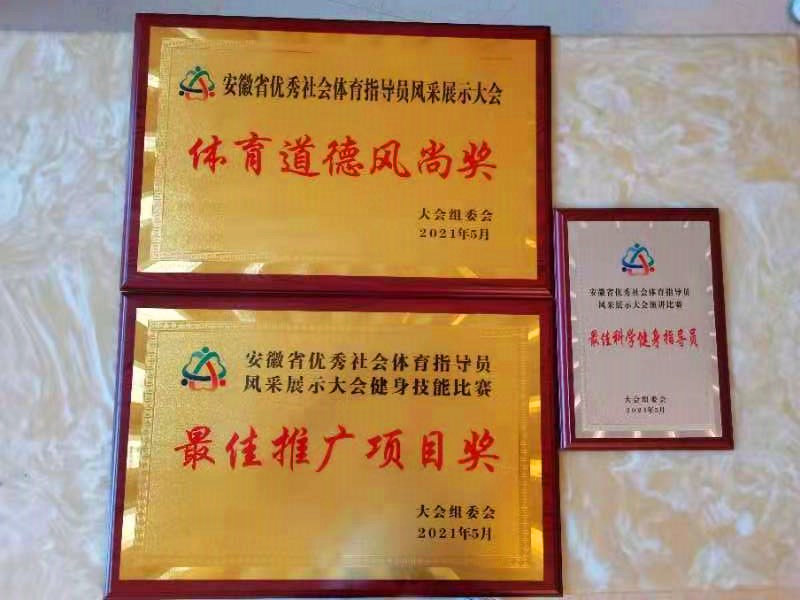 安徽省优秀社会体育指导员风采展示大会
体育道德风尚奖
大会组委会
2021年5月
安徽省优秀社会体育指导员
风采展示大会健身技能比赛
最佳推广项目奖
大会组委会
2021年5月
安徽省优秀社会体育指导员
风采展示大会演讲比赛
最佳科学健身指导员
大会组委会
2021年5月